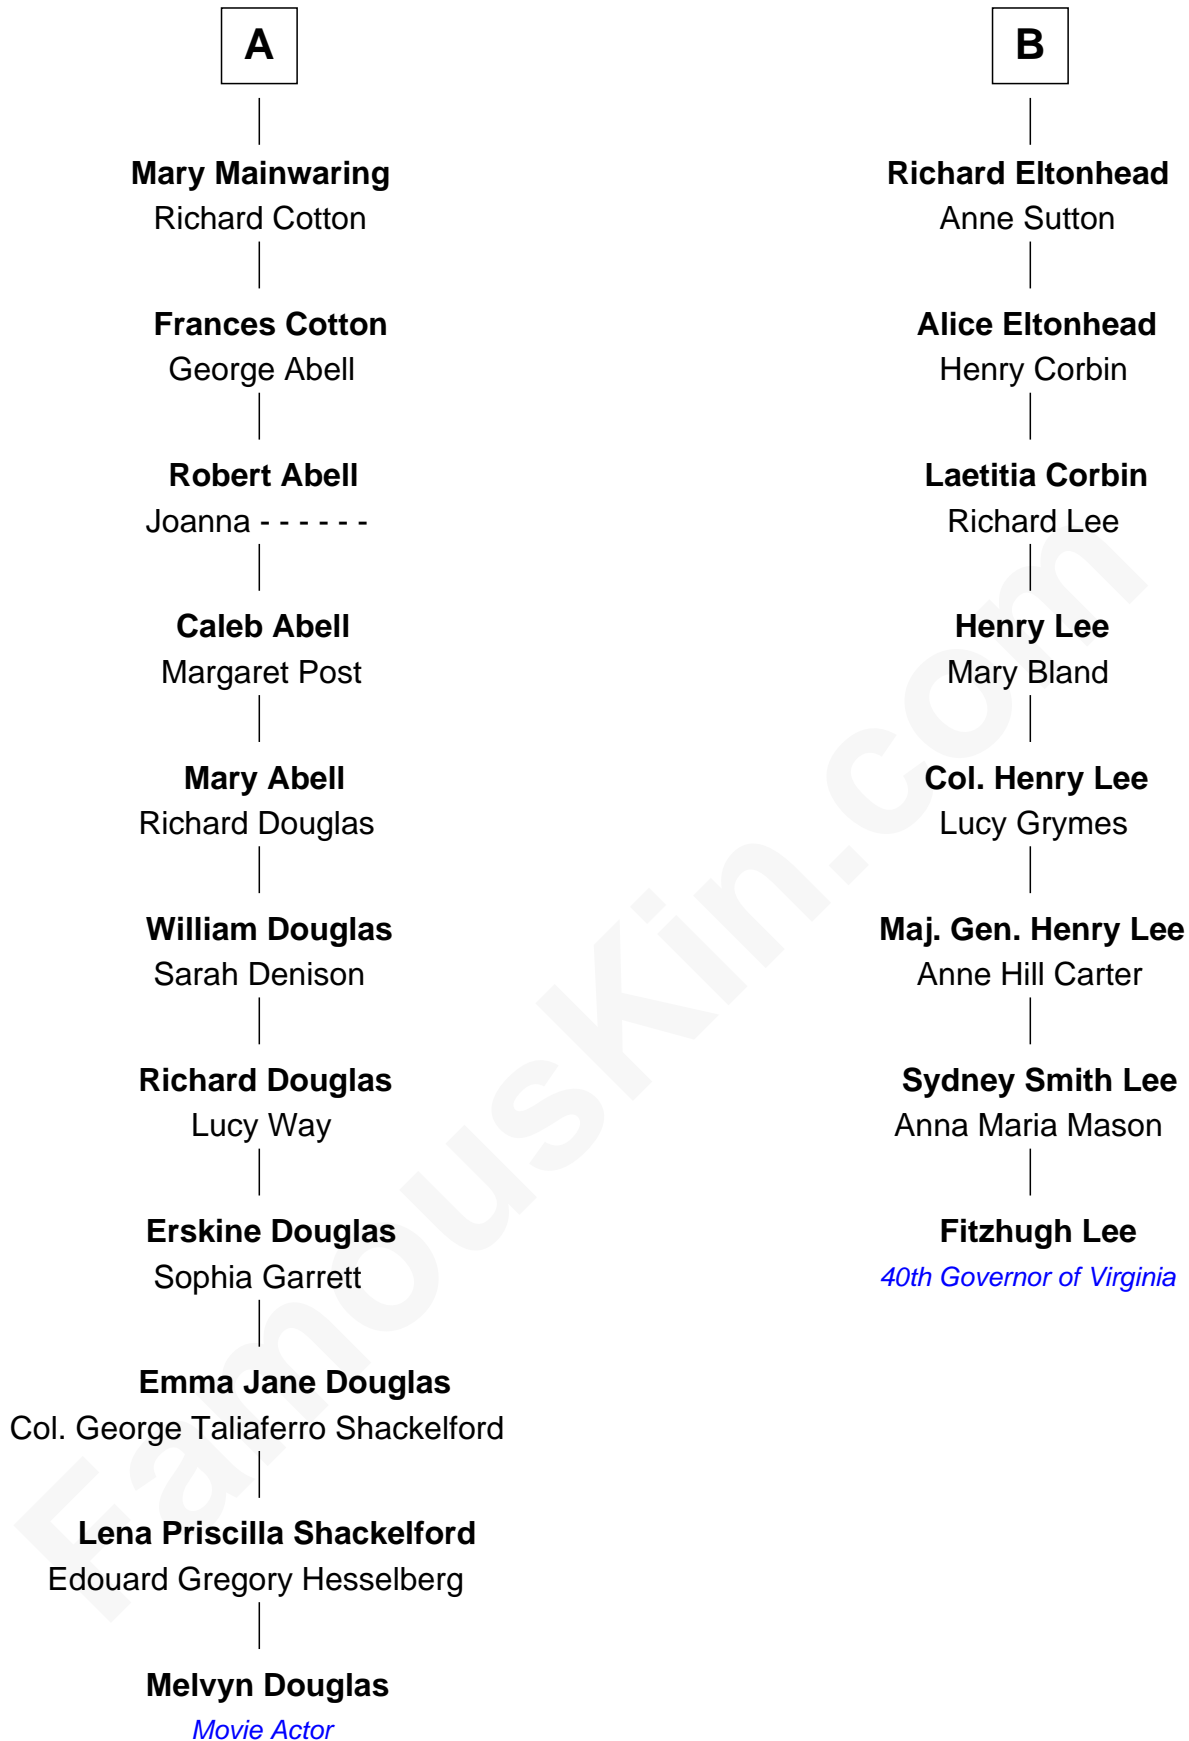 A
Mary Mainwaring
Richard Cotton
Frances Cotton
George Abell
Robert Abell
Joanna - - - - - -
Caleb Abell
Margaret Post
Mary Abell
Richard Douglas
William Douglas
Sarah Denison
Richard Douglas
Lucy Way
Erskine Douglas
Sophia Garrett
Emma Jane Douglas
Col. George Taliaferro Shackelford
Lena Priscilla Shackelford
Edouard Gregory Hesselberg
Melvyn Douglas
Movie Actor
B
Richard Eltonhead
Anne Sutton
Alice Eltonhead
Henry Corbin
Laetitia Corbin
Richard Lee
Henry Lee
Mary Bland
Col. Henry Lee
Lucy Grymes
Maj. Gen. Henry Lee
Anne Hill Carter
Sydney Smith Lee
Anna Maria Mason
Fitzhugh Lee
40th Governor of Virginia
FamousKin.com